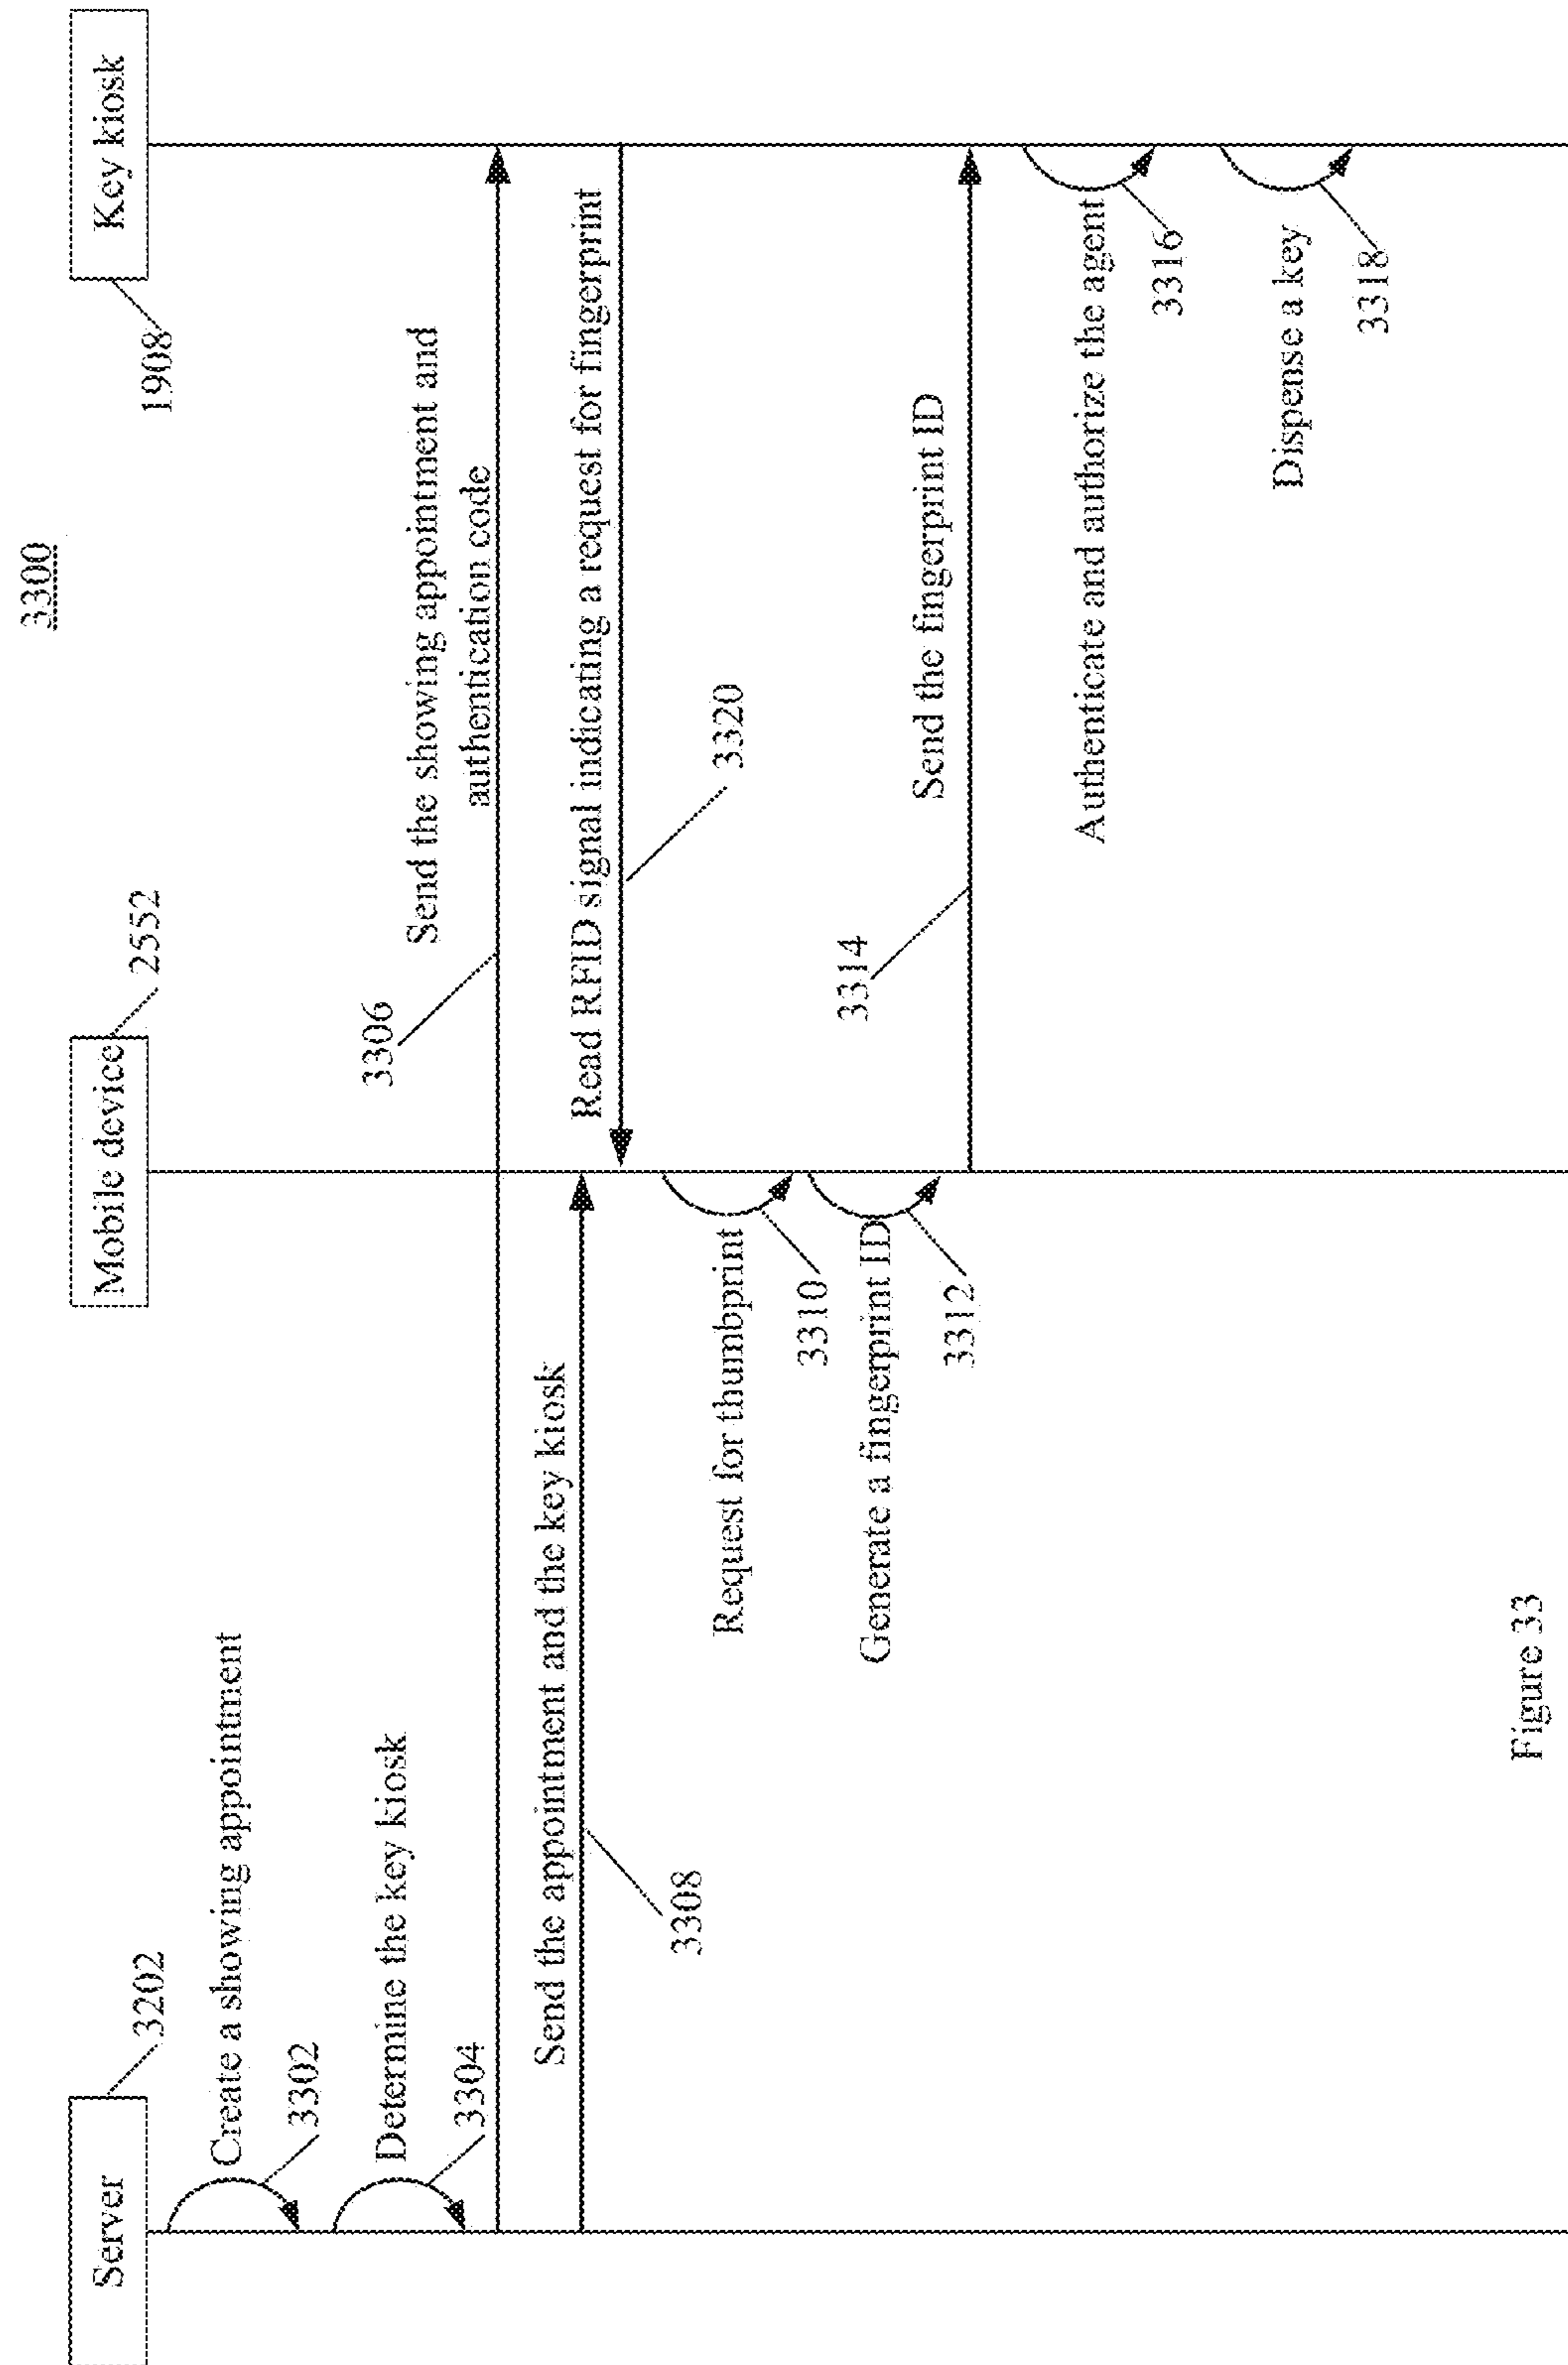 3300
Server
3202
Mobile device
2552
Key kiosk
1908
Create a showing appointment
3302
Determine the key kiosk
3304
3306
Send the showing appointment and
authentication code
Send the appointment and the key kiosk
3308
Read RFID signal indicating a request for fingerprint
3320
Request for thumbprint
3310
Generate a fingerprint ID
3312
3314
Send the fingerprint ID
Authenticate and authorize the agent
3316
Dispense a key
3318
Figure 33